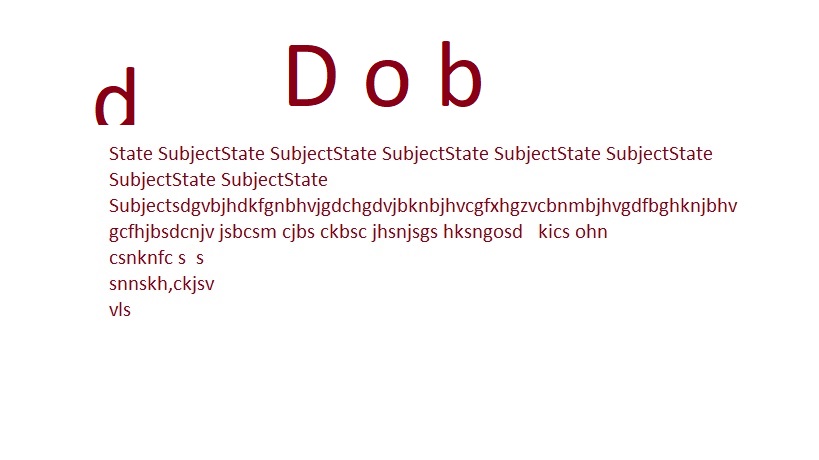 d D o b
State SubjectState SubjectState SubjectState SubjectState SubjectState
SubjectState SubjectState
Subjectsdgvbjhdkfgnbhvjgdchgdvjbknbjhvcgfxhgzvcbnmbjhvgdfbghknjbhv
gcfhjbsdcnjv jsbcsm cjbs ckbsc jhsnjsgs hksngosd   kics ohn
csnknfc s  s
snnskh,ckjsv
vls